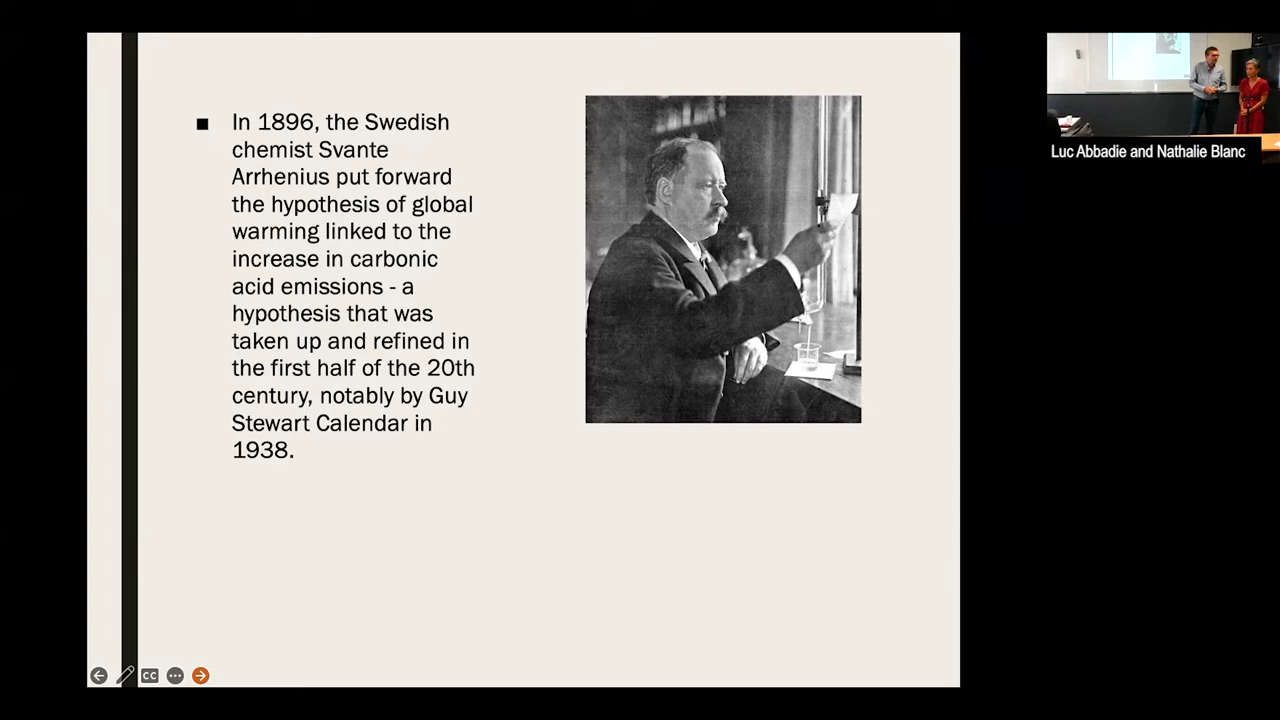 ■ In 1896, the Swedish
chemist Svante
Arrhenius put forward
the hypothesis of global
warming linked to the
increase in carbonic
acid emissions - a
hypothesis that was
taken up and refined in
the first half of the 20th
century, notably by Guy
Stewart Calendar in
1938.
Luc Abbadie and Nathalie Blanc
CC